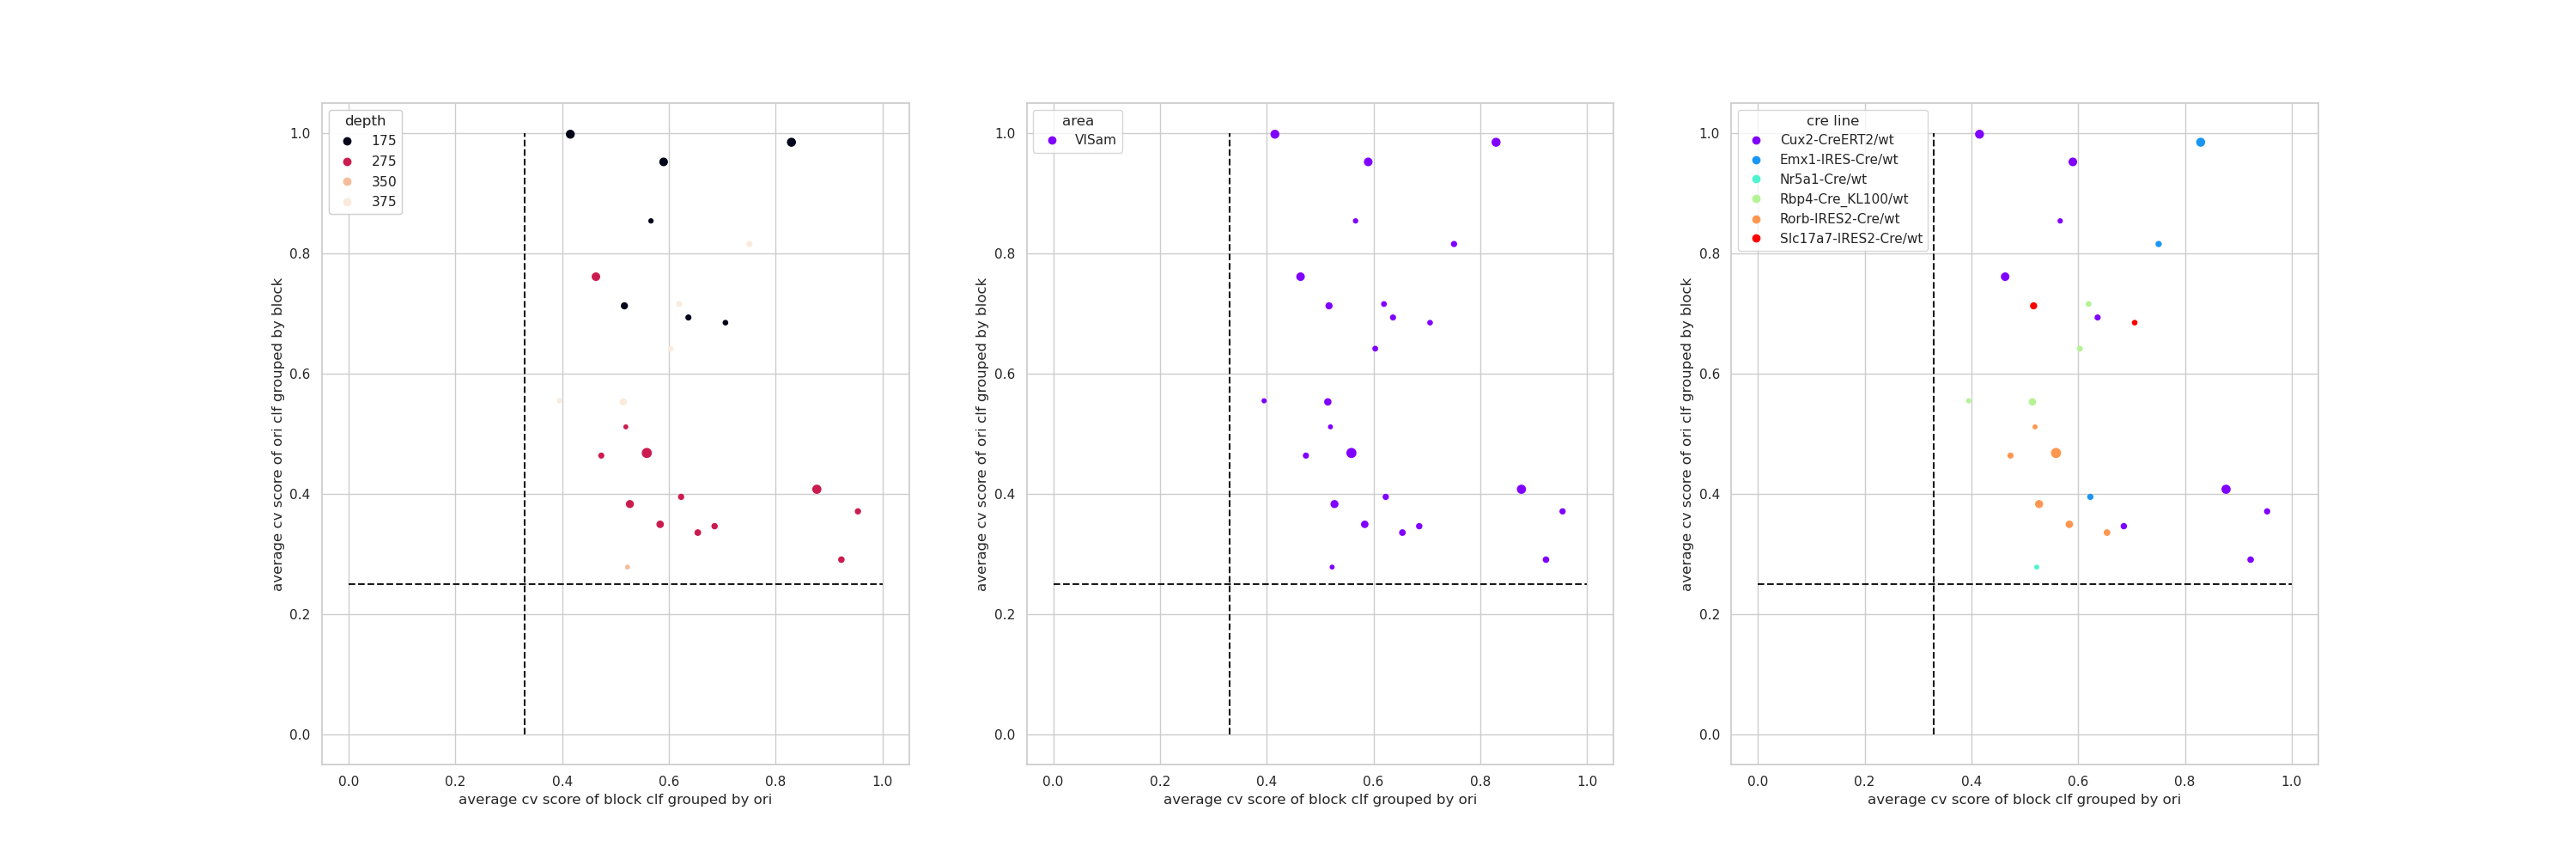 depth
175
275
350
375
1.0
0.8
0.6
0.4
0.2
0.0
average cv score of ori clf grouped by block
0.0 0.2 0.4 0.6 0.8 1.0
average cv score of block clf grouped by ori
area
VISam
1.0
0.8
0.6
0.4
0.2
0.0
average cv score of ori clf grouped by block
0.0 0.2 0.4 0.6 0.8 1.0
average cv score of block clf grouped by ori
cre line
Cux2-CreERT2/wt
Emx1-IRES-Cre/wt
Nr5a1-Cre/wt
Rbp4-Cre_KL100/wt
Rorb-IRES2-Cre/wt
Slc17a7-IRES2-Cre/wt
1.0
0.8
0.6
0.4
0.2
0.0
average cv score of ori clf grouped by block
0.0 0.2 0.4 0.6 0.8 1.0
average cv score of block clf grouped by ori